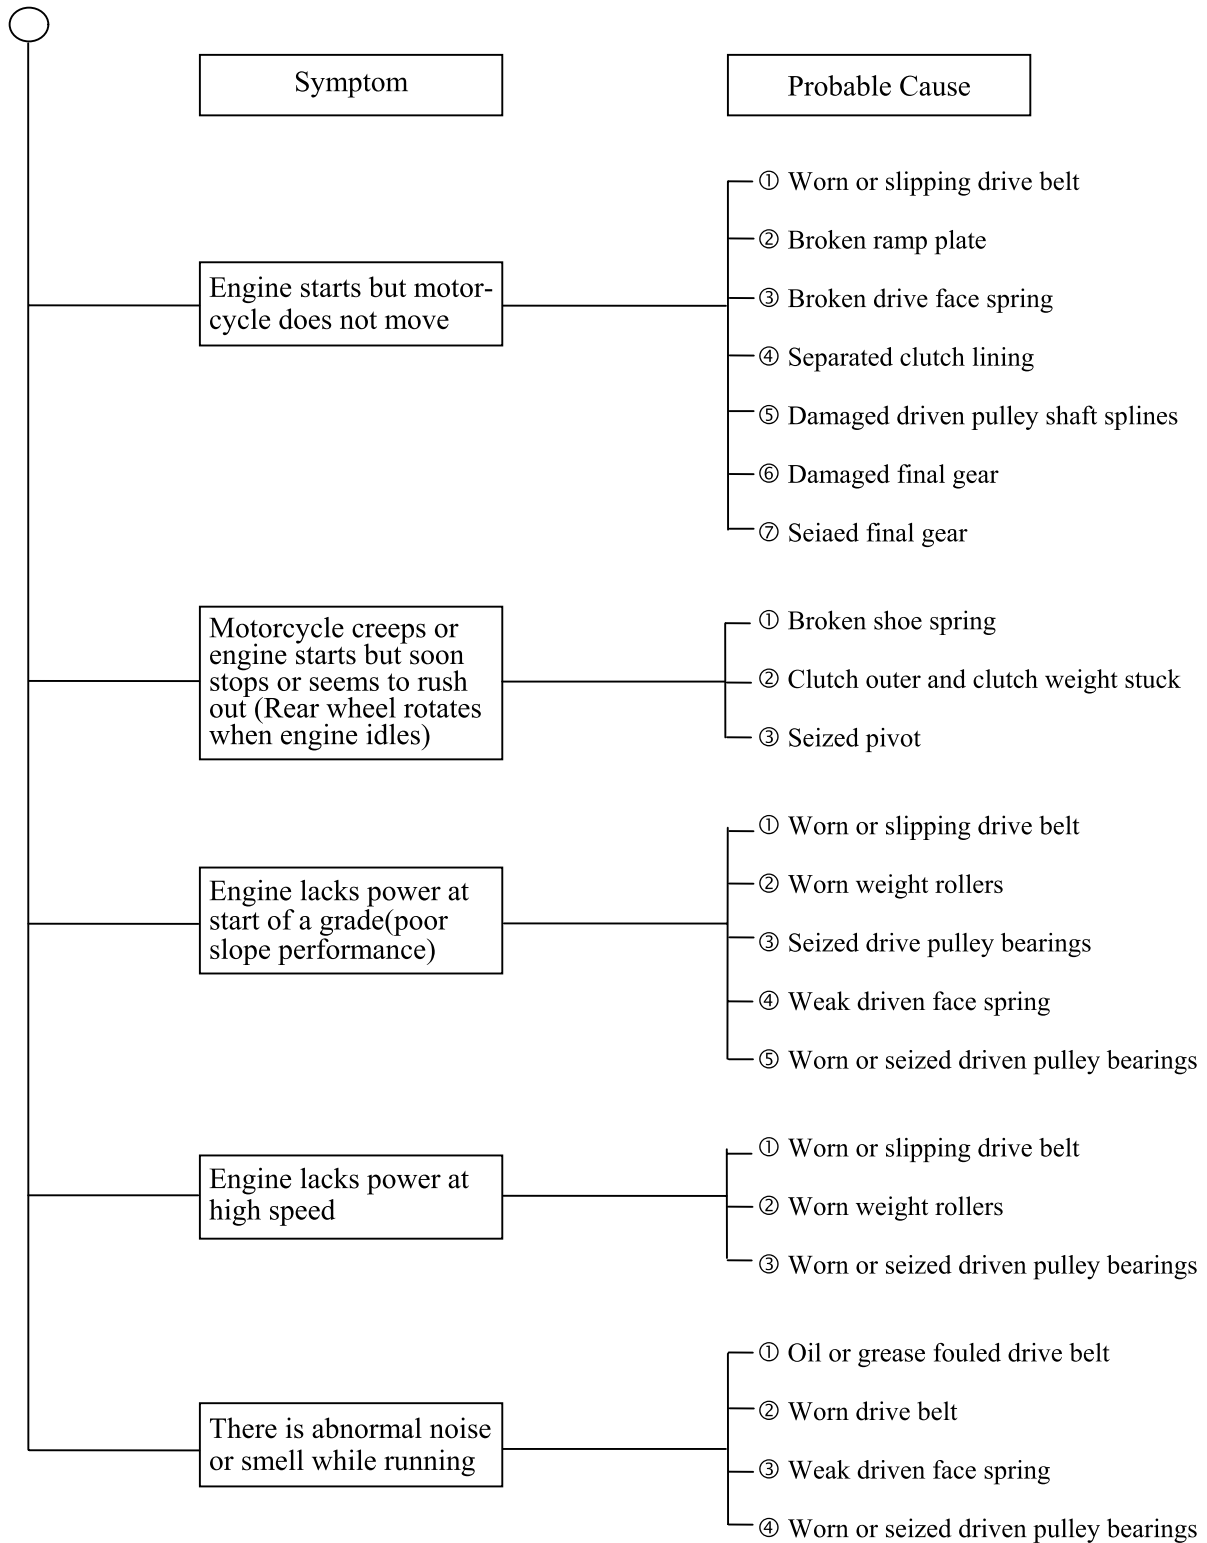 Symptom
Probable Cause
Engine starts but motor-
cycle does not move
① Worn or slipping drive belt
② Broken ramp plate
③ Broken drive face spring
④ Separated clutch lining
⑤ Damaged driven pulley shaft splines
⑥ Damaged final gear
⑦ Seiaed final gear
Motorcycle creeps or
engine starts but soon
stops or seems to rush
out (Rear wheel rotates
when engine idles)
① Broken shoe spring
② Clutch outer and clutch weight stuck
③ Seized pivot
Engine lacks power at
start of a grade(poor
slope performance)
① Worn or slipping drive belt
② Worn weight rollers
③ Seized drive pulley bearings
④ Weak driven face spring
⑤ Worn or seized driven pulley bearings
Engine lacks power at
high speed
① Worn or slipping drive belt
② Worn weight rollers
③ Worn or seized driven pulley bearings
There is abnormal noise
or smell while running
① Oil or grease fouled drive belt
② Worn drive belt
③ Weak driven face spring
④ Worn or seized driven pulley bearings